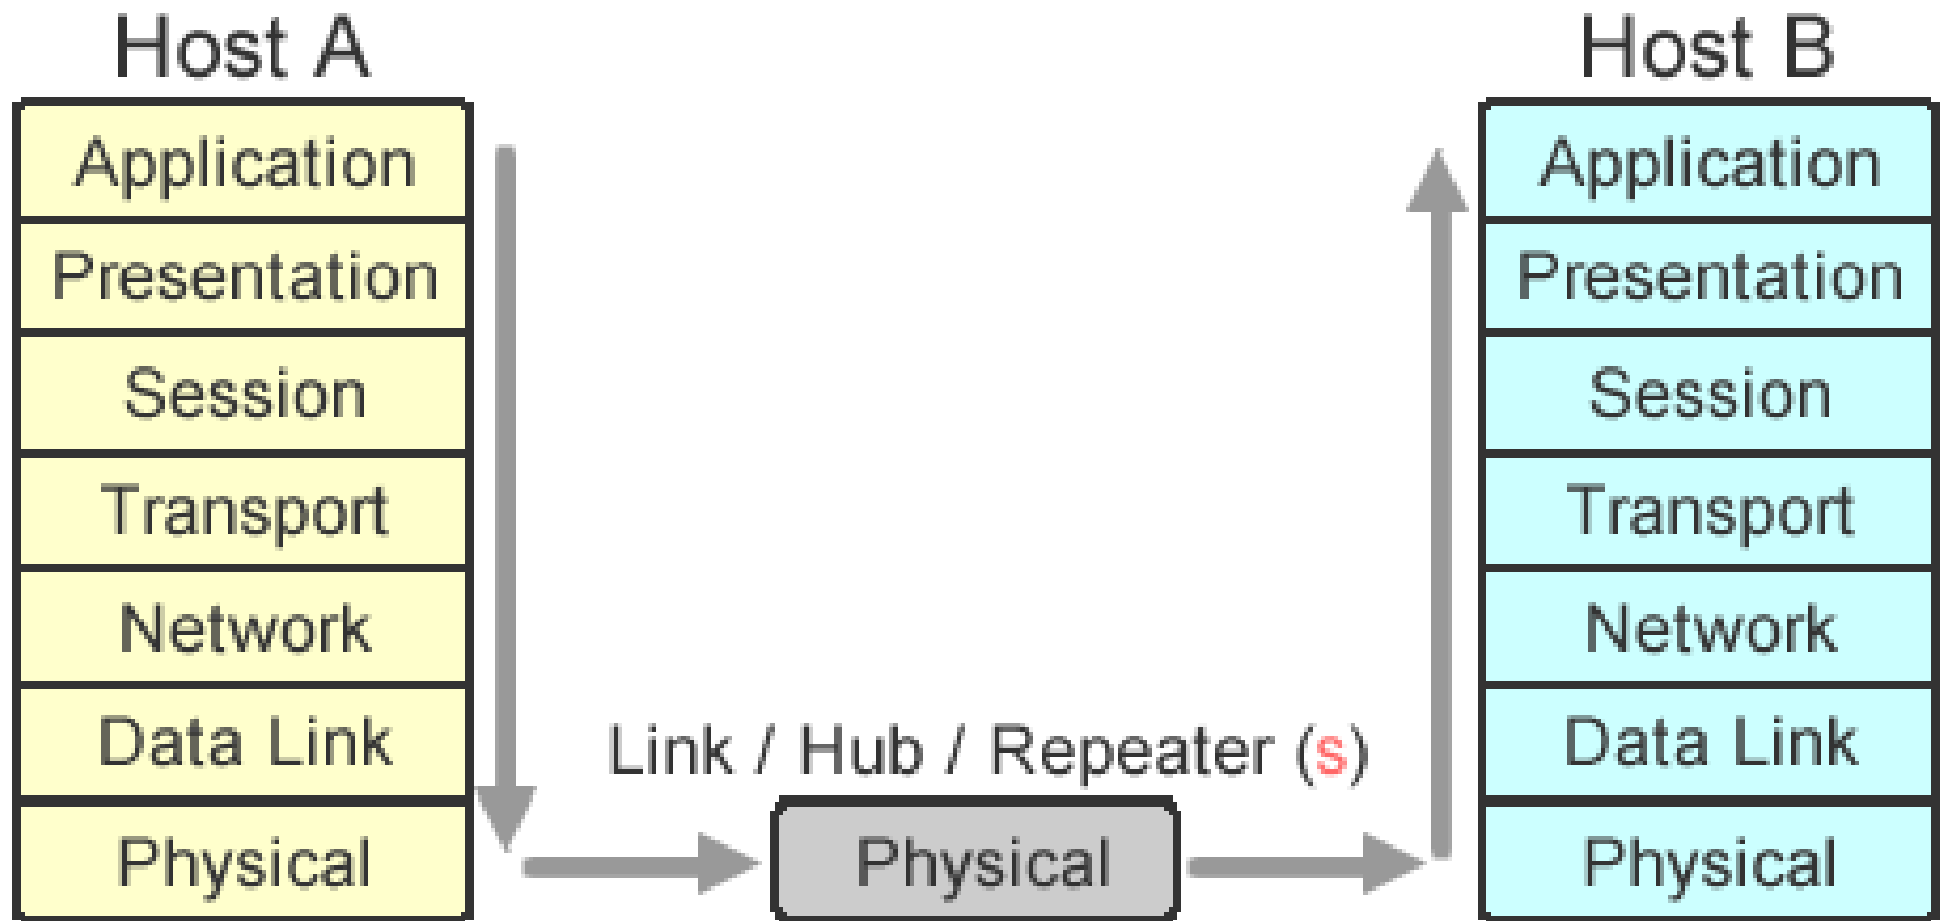 Host A
Application
Presentation
Session
Transport
Network
Data Link
Physical
Link / Hub / Repeater (s)
Physical
Host B
Application
Presentation
Session
Transport
Network
Data Link
Physical